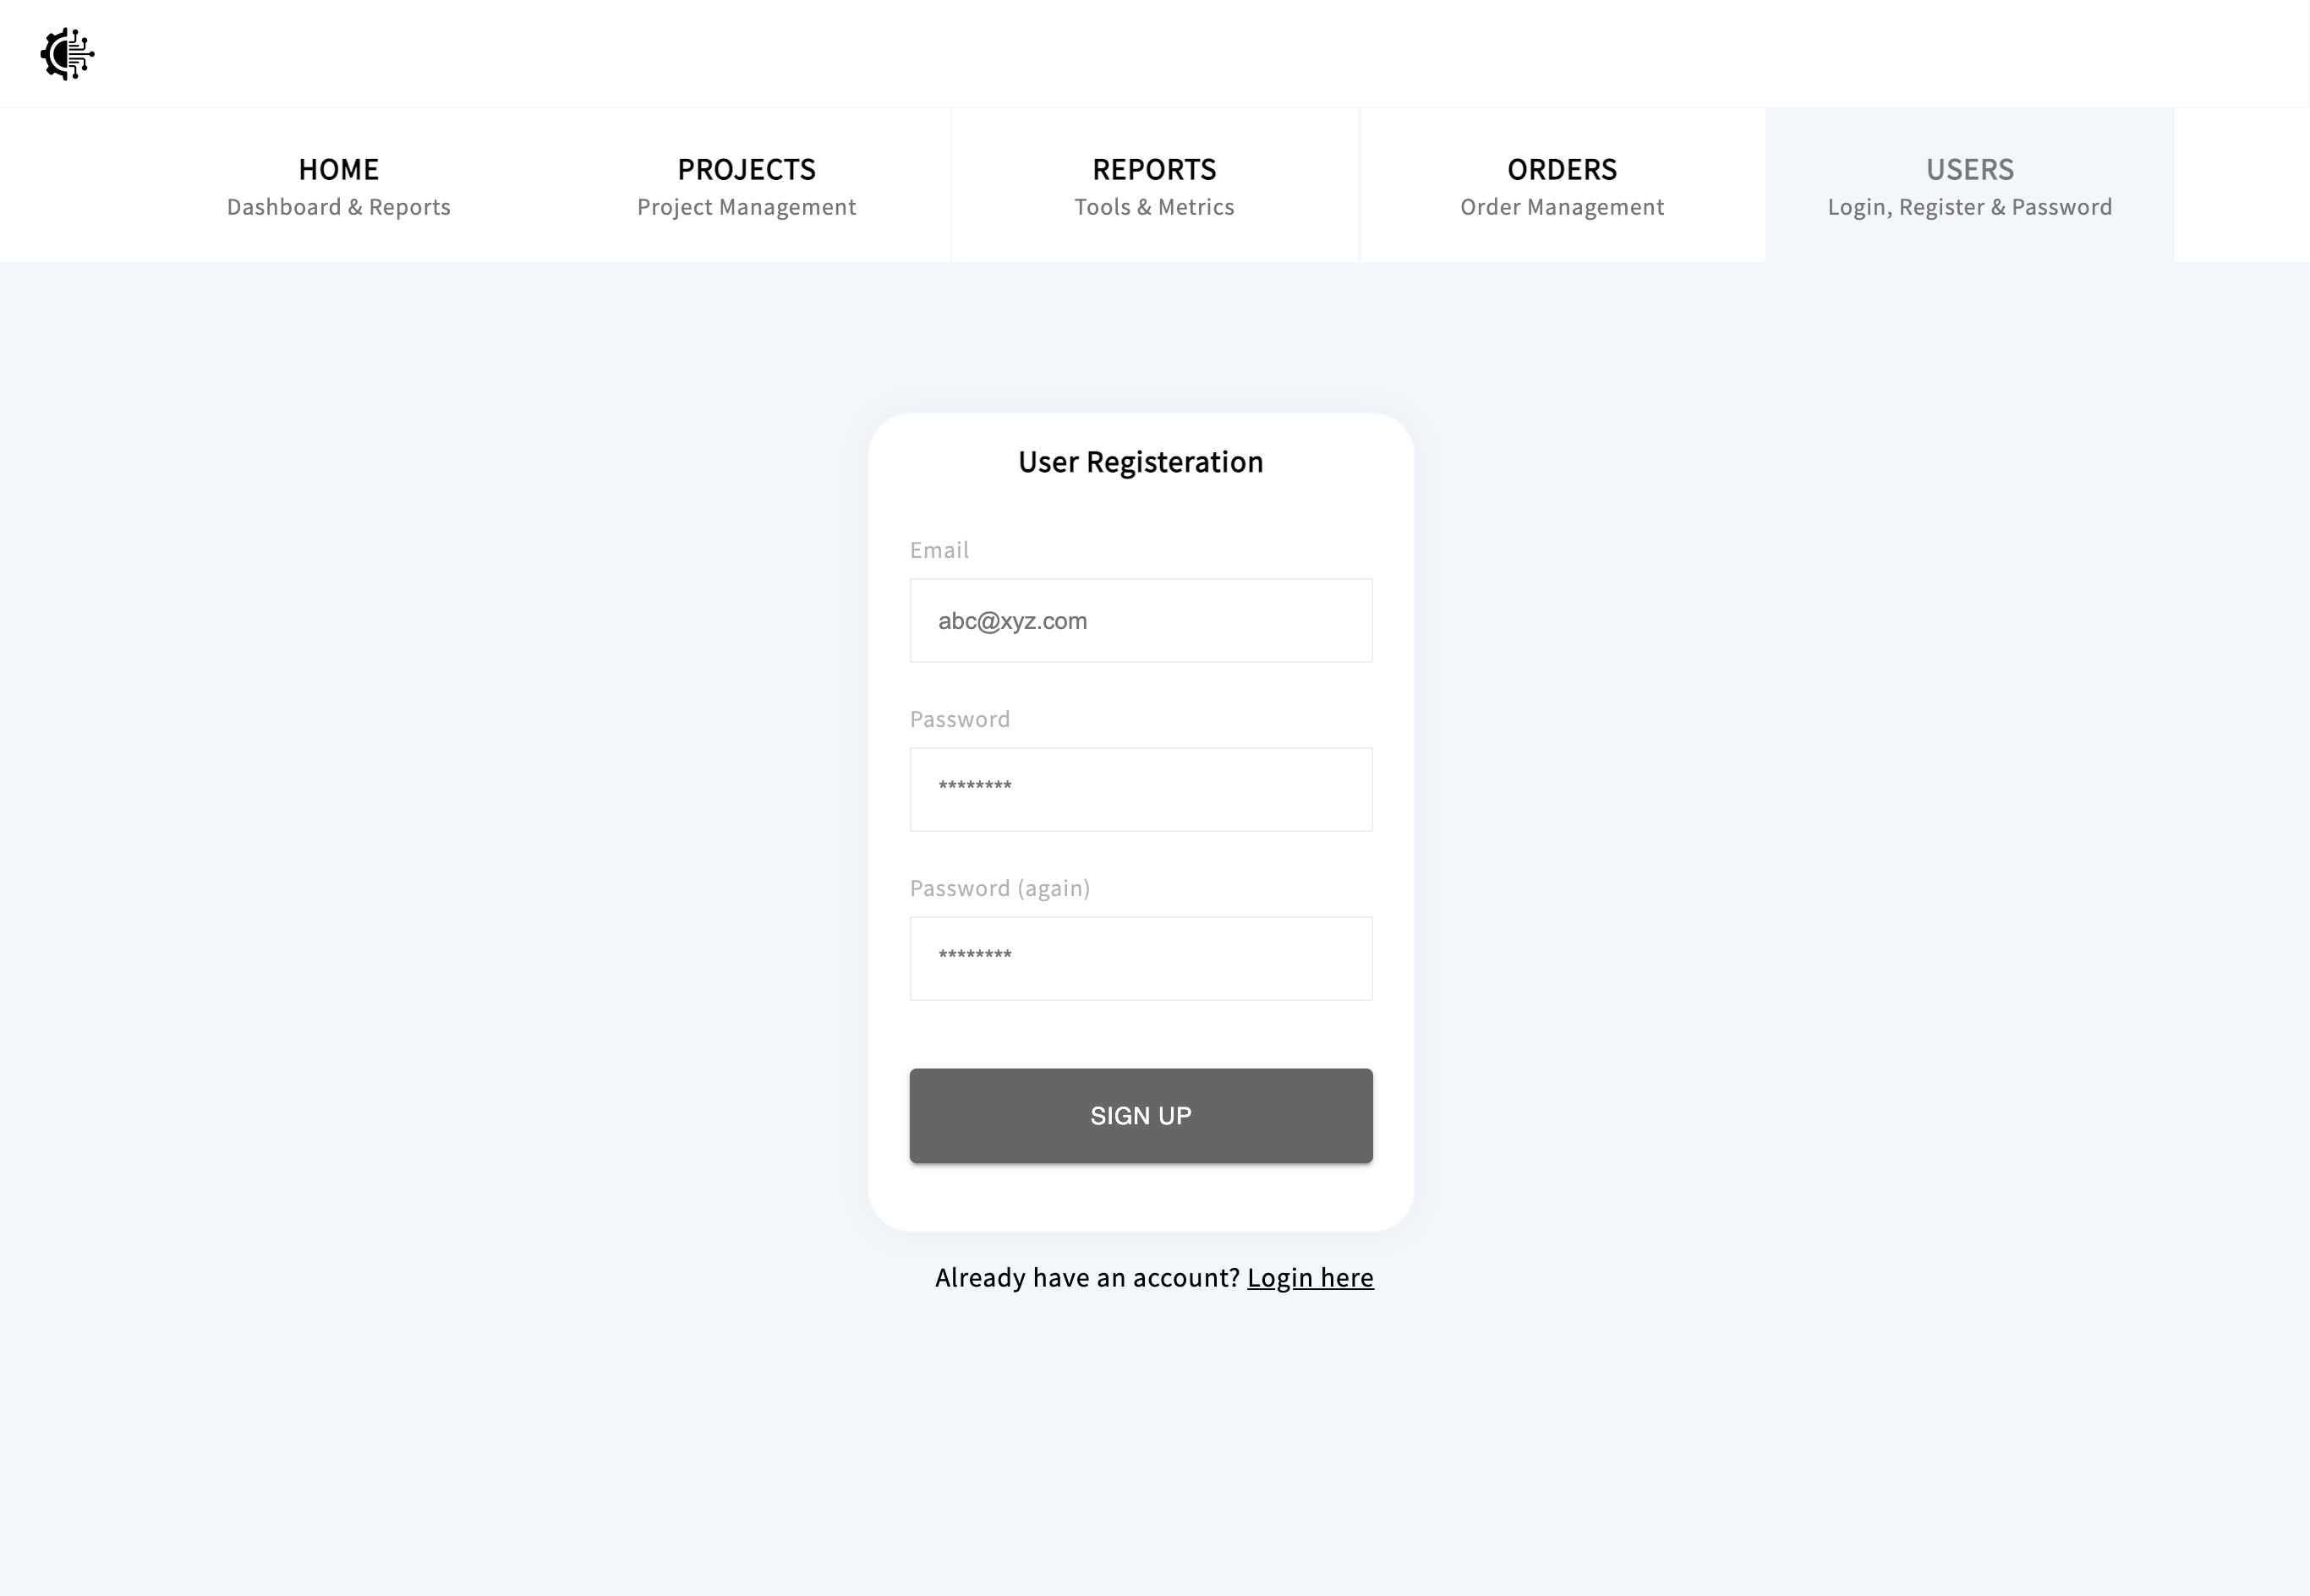 HOME
Dashboard & Reports
PROJECTS
Project Management
REPORTS
Tools & Metrics
ORDERS
Order Management
USERS
Login, Register & Password
User Registeration
Email
abc@xyz.com
Password
********
Password (again)
********
SIGN UP
Already have an account? Login here